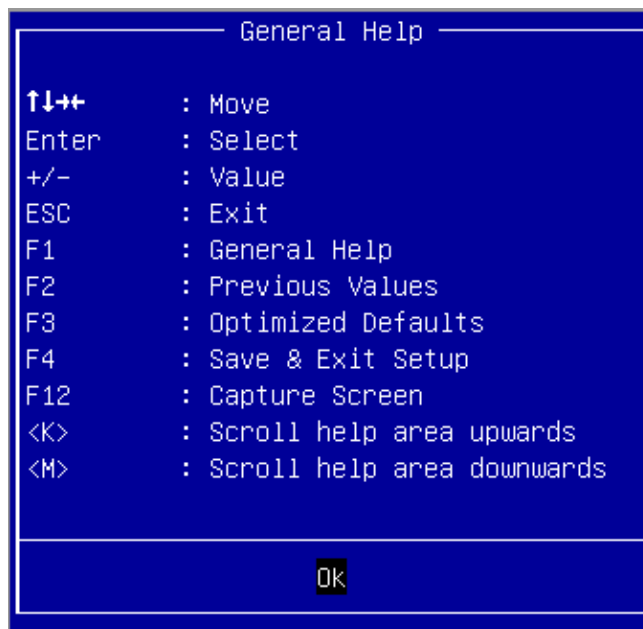 General Help
↑↓→← : Move
Enter : Select
+/- : Value
ESC : Exit
F1 : General Help
F2 : Previous Values
F3 : Optimized Defaults
F4 : Save & Exit Setup
F12 : Capture Screen
<K> : Scroll help area upwards
<M> : Scroll help area downwards
Ok